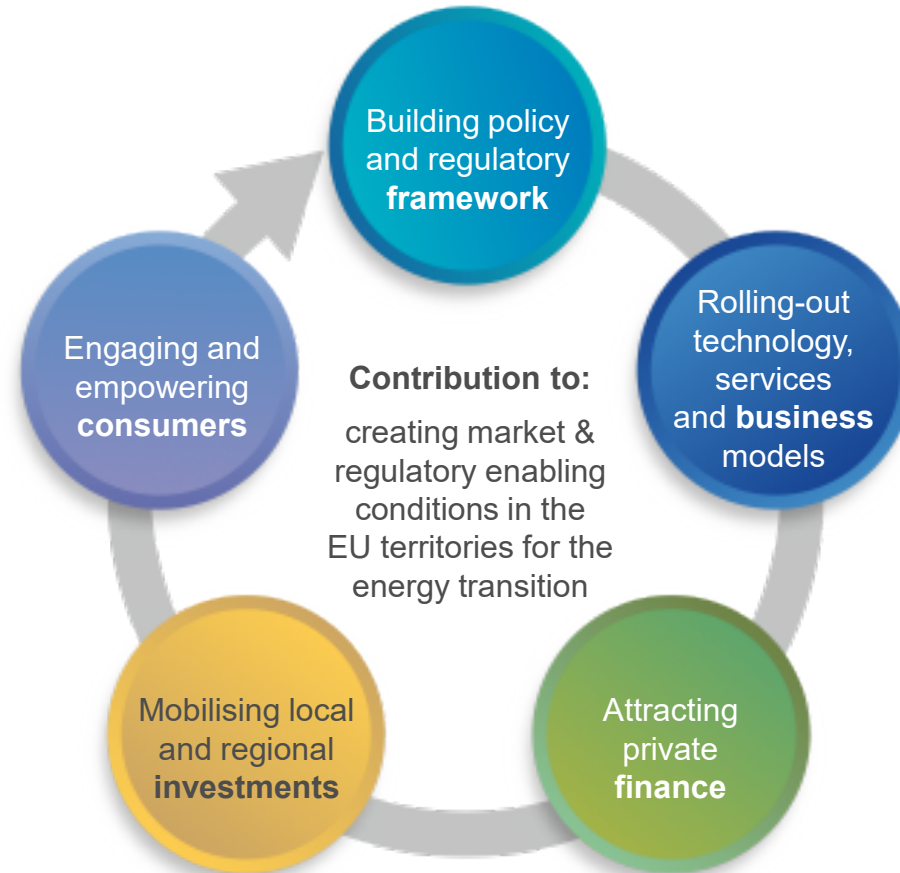 Building policy
and regulatory
framework
Rolling-out
technology,
services
and business
models
Attracting
private
finance
Mobilising local
and regional
investments
Engaging and
empowering
consumers
Contribution to:
creating market &
regulatory enabling
conditions in the
EU territories for the
energy transition